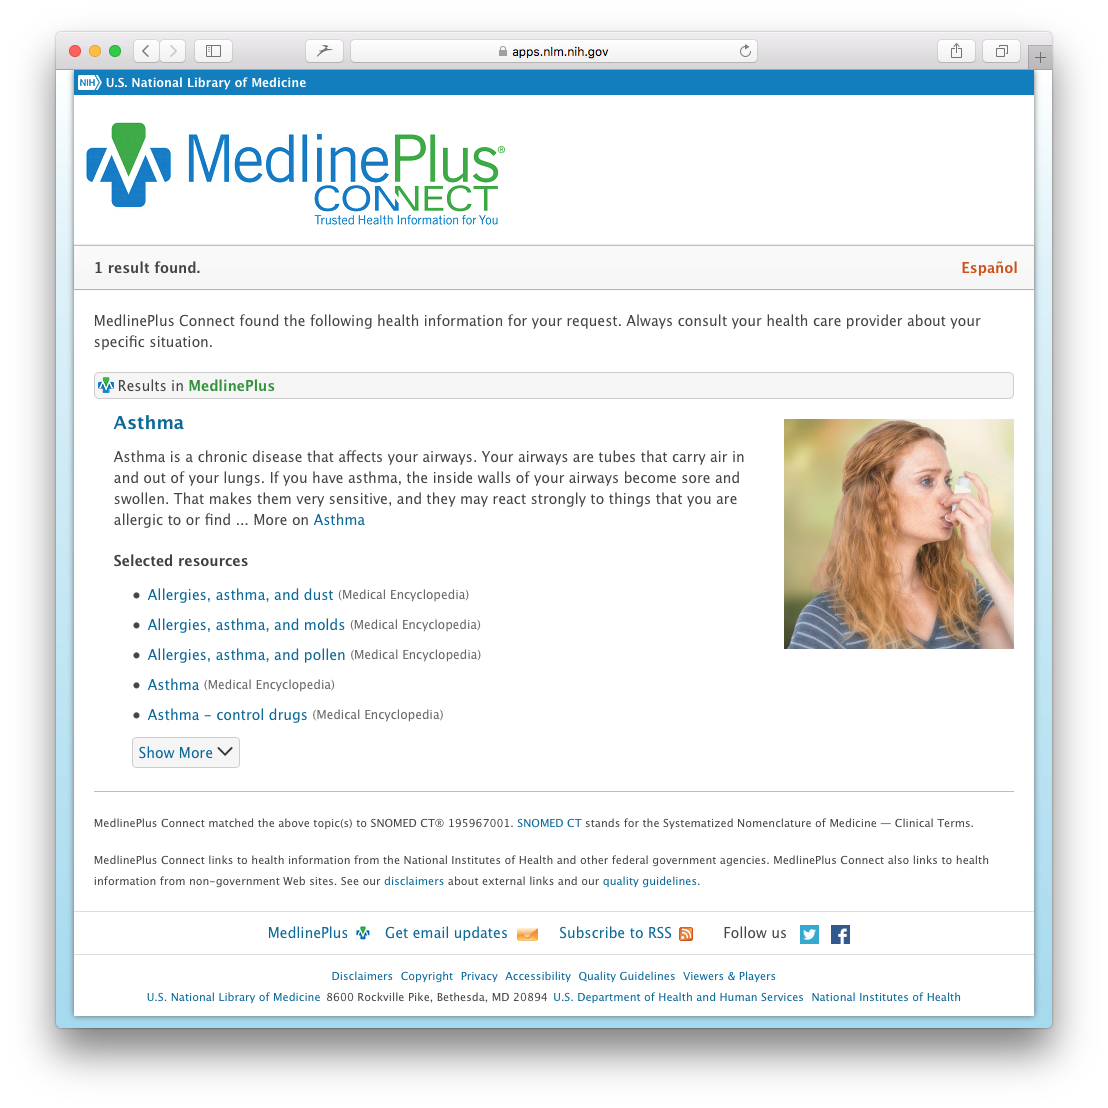 apps.nlm.nih.gov
NIH U.S. National Library of Medicine
MedlinePlus®
CONNECT
Trusted Health Information for You
1 result found.
Español
MedlinePlus Connect found the following health information for your request. Always consult your health care provider about your
specific situation.
Results in MedlinePlus
Asthma
Asthma is a chronic disease that affects your airways. Your airways are tubes that carry air in
and out of your lungs. If you have asthma, the inside walls of your airways become sore and
swollen. That makes them very sensitive, and they may react strongly to things that you are
allergic to or find ... More on Asthma
Selected resources
• Allergies, asthma, and dust (Medical Encyclopedia)
• Allergies, asthma, and molds (Medical Encyclopedia)
• Allergies, asthma, and pollen (Medical Encyclopedia)
• Asthma (Medical Encyclopedia)
• Asthma – control drugs (Medical Encyclopedia)
Show More
MedlinePlus Connect matched the above topic(s) to SNOMED CT® 195967001. SNOMED CT stands for the Systematized Nomenclature of Medicine — Clinical Terms.
MedlinePlus Connect links to health information from the National Institutes of Health and other federal government agencies. MedlinePlus Connect also links to health
information from non-government Web sites. See our disclaimers about external links and our quality guidelines.
MedlinePlus Get email updates Subscribe to RSS Follow us
Disclaimers Copyright Privacy Accessibility Quality Guidelines Viewers & Players
U.S. National Library of Medicine 8600 Rockville Pike, Bethesda, MD 20894 U.S. Department of Health and Human Services National Institutes of Health